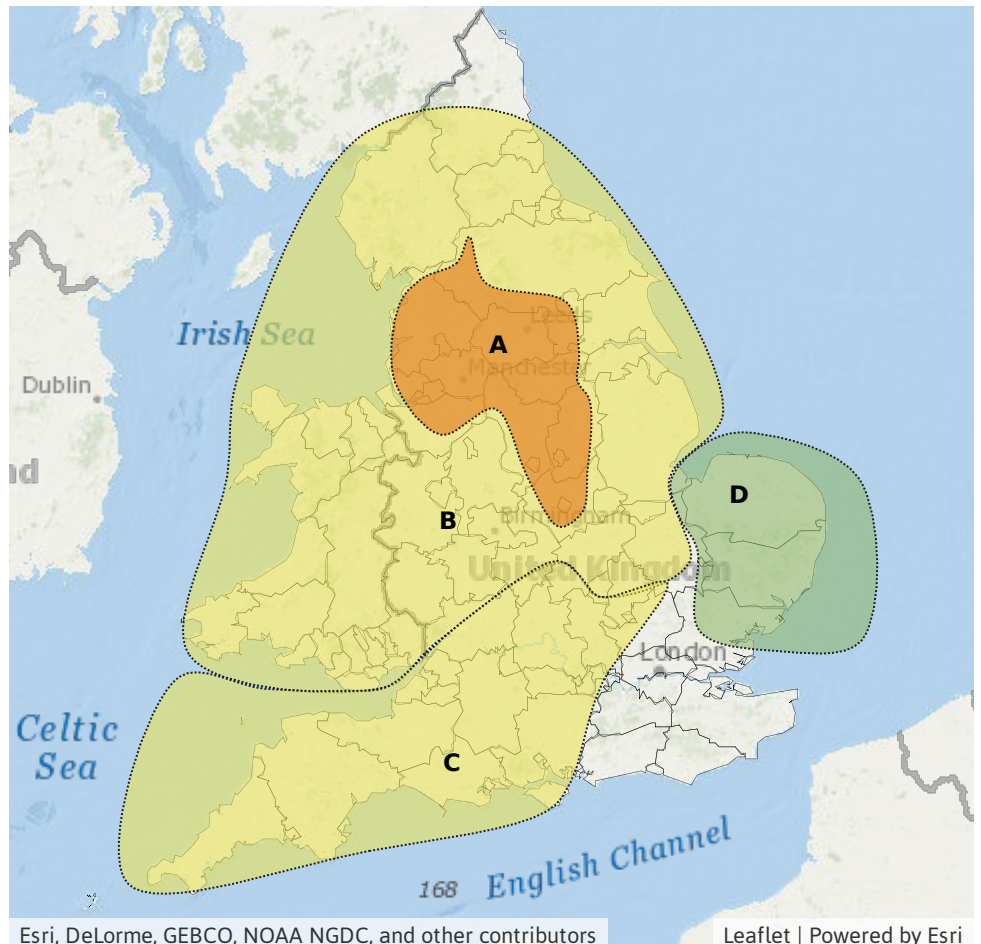 Irish Sea
Leeds
A
Manchester
Dublin
nd
D
B
Birmingham
United Kingdom
London
Celtic
Sea
C
English Channel
168
Esri, DeLorme, GEBCO, NOAA NGDC, and other contributors
Leaflet | Powered by Esri